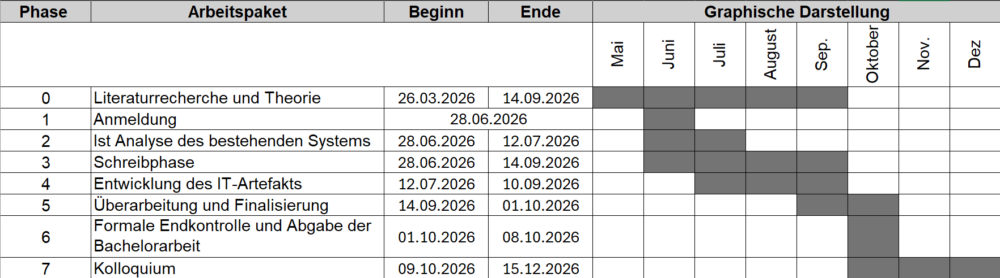 Phase Arbeitspaket Beginn Ende Graphische Darstellung
Mai Juni Juli August Sep. Oktober Nov. Dez
0 Literaturrecherche und Theorie 26.03.2026 14.09.2026
1 Anmeldung 28.06.2026
2 Ist Analyse des bestehenden Systems 28.06.2026 12.07.2026
3 Schreibphase 28.06.2026 14.09.2026
4 Entwicklung des IT-Artefakts 12.07.2026 10.09.2026
5 Überarbeitung und Finalisierung 14.09.2026 01.10.2026
6 Formale Endkontrolle und Abgabe der
Bachelorarbeit 01.10.2026 08.10.2026
7 Kolloquium 09.10.2026 15.12.2026